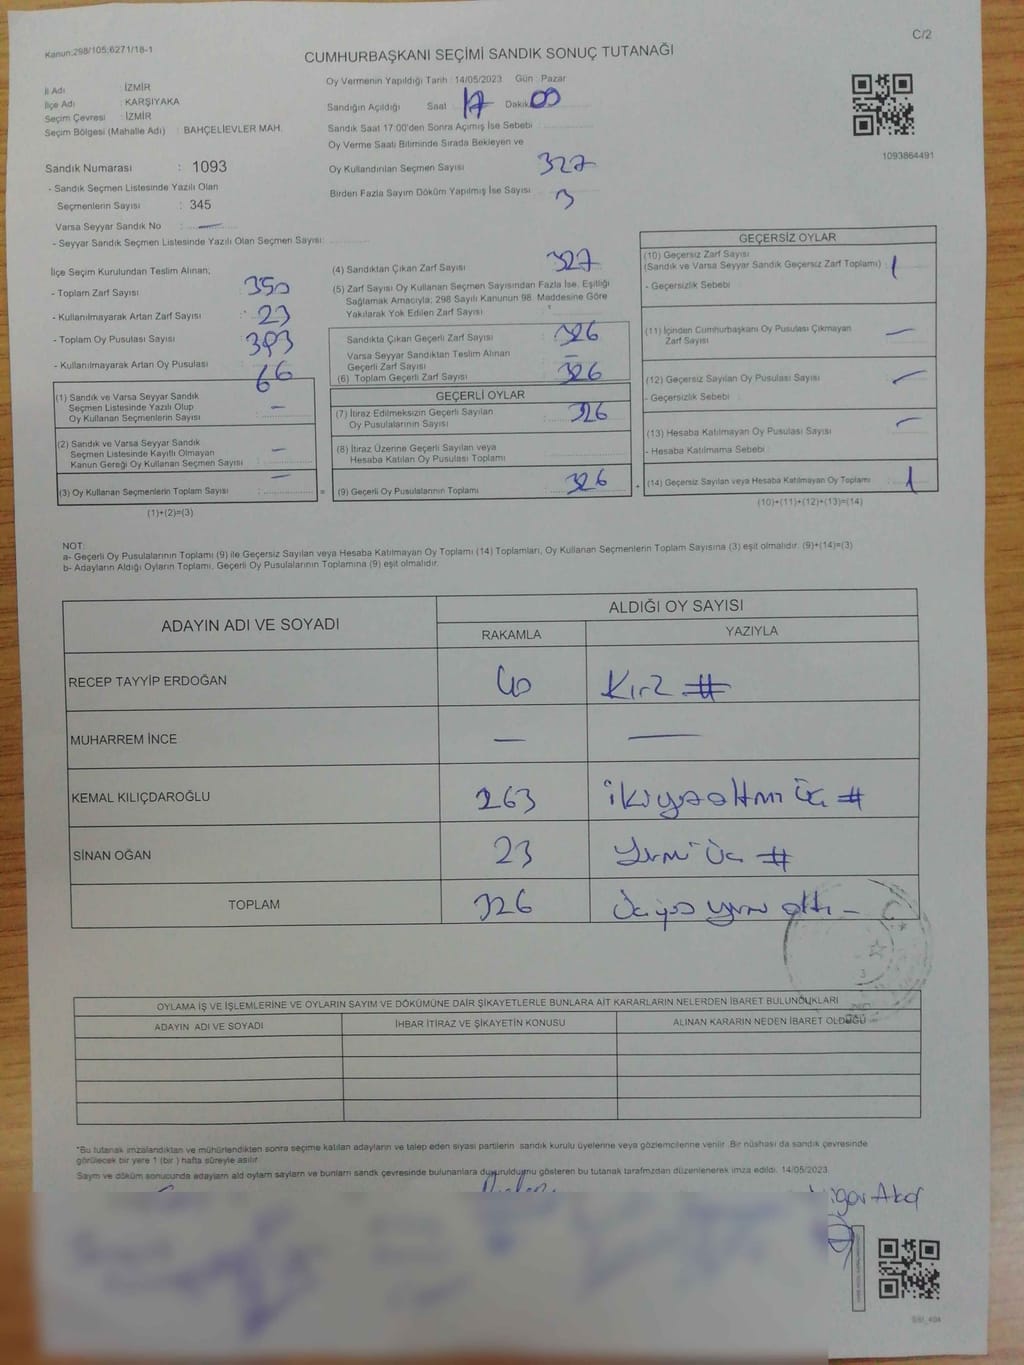 Kanun;298/105;6271/18-1
C/2
CUMHURBAŞKANI SEÇİMİ SANDIK SONUÇ TUTANAĞI
İl Adı : İZMİR
İlçe Adı : KARŞIYAKA
Seçim Çevresi : İZMİR
Seçim Bölgesi (Mahalle Adı) : BAHÇELİEVLER MAH.
Oy Vermenin Yapıldığı Tarih : 14/05/2023 Gün : Pazar
Sandığın Açıldığı Saat 17 Dakika 00
Sandık Saat 17:00'den Sonra Açımış İse Sebebi :
Oy Verme Saati Bitiminde Sırada Bekleyen ve
Oy Kullandırılan Seçmen Sayısı : 327
Birden Fazla Sayım Döküm Yapılmış İse Sayısı : 3
1093864491
Sandık Numarası : 1093
- Sandık Seçmen Listesinde Yazılı Olan
Seçmenlerin Sayısı : 345
Varsa Seyyar Sandık No : —
- Seyyar Sandık Seçmen Listesinde Yazılı Olan Seçmen Sayısı:
İlçe Seçim Kurulundan Teslim Alınan;
- Toplam Zarf Sayısı : 350
- Kullanılmayarak Artan Zarf Sayısı : 23
- Toplam Oy Pusulası Sayısı : 393
- Kullanılmayarak Artan Oy Pusulası : 66
(1) Sandık ve Varsa Seyyar Sandık
Seçmen Listesinde Yazılı Olup
Oy Kullanan Seçmenlerin Sayısı : —
(2) Sandık ve Varsa Seyyar Sandık
Seçmen Listesinde Kayıtlı Olmayan
Kanun Gereği Oy Kullanan Seçmen Sayısı : —
(3) Oy Kullanan Seçmenlerin Toplam Sayısı : —
(1)+(2)=(3)
(4) Sandıktan Çıkan Zarf Sayısı : 327
(5) Zarf Sayısı Oy Kullanan Seçmen Sayısından Fazla İse, Eşitliği
Sağlamak Amacıyla; 298 Sayılı Kanunun 98. Maddesine Göre
Yakılarak Yok Edilen Zarf Sayısı :
Sandıkta Çıkan Geçerli Zarf Sayısı : 326
Varsa Seyyar Sandıktan Teslim Alınan
Geçerli Zarf Sayısı : —
(6) Toplam Geçerli Zarf Sayısı : 326
GEÇERLİ OYLAR
(7) İtiraz Edilmeksizin Geçerli Sayılan
Oy Pusulalarının Sayısı : 326
(8) İtiraz Üzerine Geçerli Sayılan veya
Hesaba Katılan Oy Pusulası Toplamı :
= (9) Geçerli Oy Pusulalarının Toplamı : 326 +
GEÇERSİZ OYLAR
(10) Geçersiz Zarf Sayısı
(Sandık ve Varsa Seyyar Sandık Geçersiz Zarf Toplamı) : 1
- Geçersizlik Sebebi :
(11) İçinden Cumhurbaşkanı Oy Pusulası Çıkmayan
Zarf Sayısı : —
(12) Geçersiz Sayılan Oy Pusulası Sayısı : —
- Geçersizlik Sebebi :
(13) Hesaba Katılmayan Oy Pusulası Sayısı : —
- Hesaba Katılmama Sebebi :
(14) Geçersiz Sayılan veya Hesaba Katılmayan Oy Toplamı : 1
(10)+(11)+(12)+(13)=(14)
NOT:
a- Geçerli Oy Pusulalarının Toplamı (9) ile Geçersiz Sayılan veya Hesaba Katılmayan Oy Toplamı (14) Toplamları, Oy Kullanan Seçmenlerin Toplam Sayısına (3) eşit olmalıdır. (9)+(14)=(3)
b- Adayların Aldığı Oyların Toplamı, Geçerli Oy Pusulalarının Toplamına (9) eşit olmalıdır.
ADAYIN ADI VE SOYADI
ALDIĞI OY SAYISI
RAKAMLA YAZIYLA
RECEP TAYYİP ERDOĞAN 40 Kırk #
MUHARREM İNCE — —
KEMAL KILIÇDAROĞLU 263 ikiyüzaltmış üç #
SİNAN OĞAN 23 Yirmi Üç #
TOPLAM 326 Üçyüz yirmi altı –
OYLAMA İŞ VE İŞLEMLERİNE VE OYLARIN SAYIM VE DÖKÜMÜNE DAİR ŞİKAYETLERLE BUNLARA AİT KARARLARIN NELERDEN İBARET BULUNDUKLARI
ADAYIN ADI VE SOYADI İHBAR İTİRAZ VE ŞİKAYETİN KONUSU ALINAN KARARIN NEDEN İBARET OLDUĞU
*Bu tutanak imzalandıktan ve mühürlendikten sonra seçime katılan adayların ve talep eden siyasi partilerin sandık kurulu üyelerine veya gözlemcilerine verilir. Bir nüshası da sandık çevresinde
görülecek bir yere 1 (bir ) hafta süreyle asılır.
Sayım ve döküm sonucunda adayların ald oyların sayıların ve bunların sandk çevresinde bulunanlara duyuruldugnu gösteren bu tutanak tarafmzdan düzenlenerek imza edildi. 14/05/2023